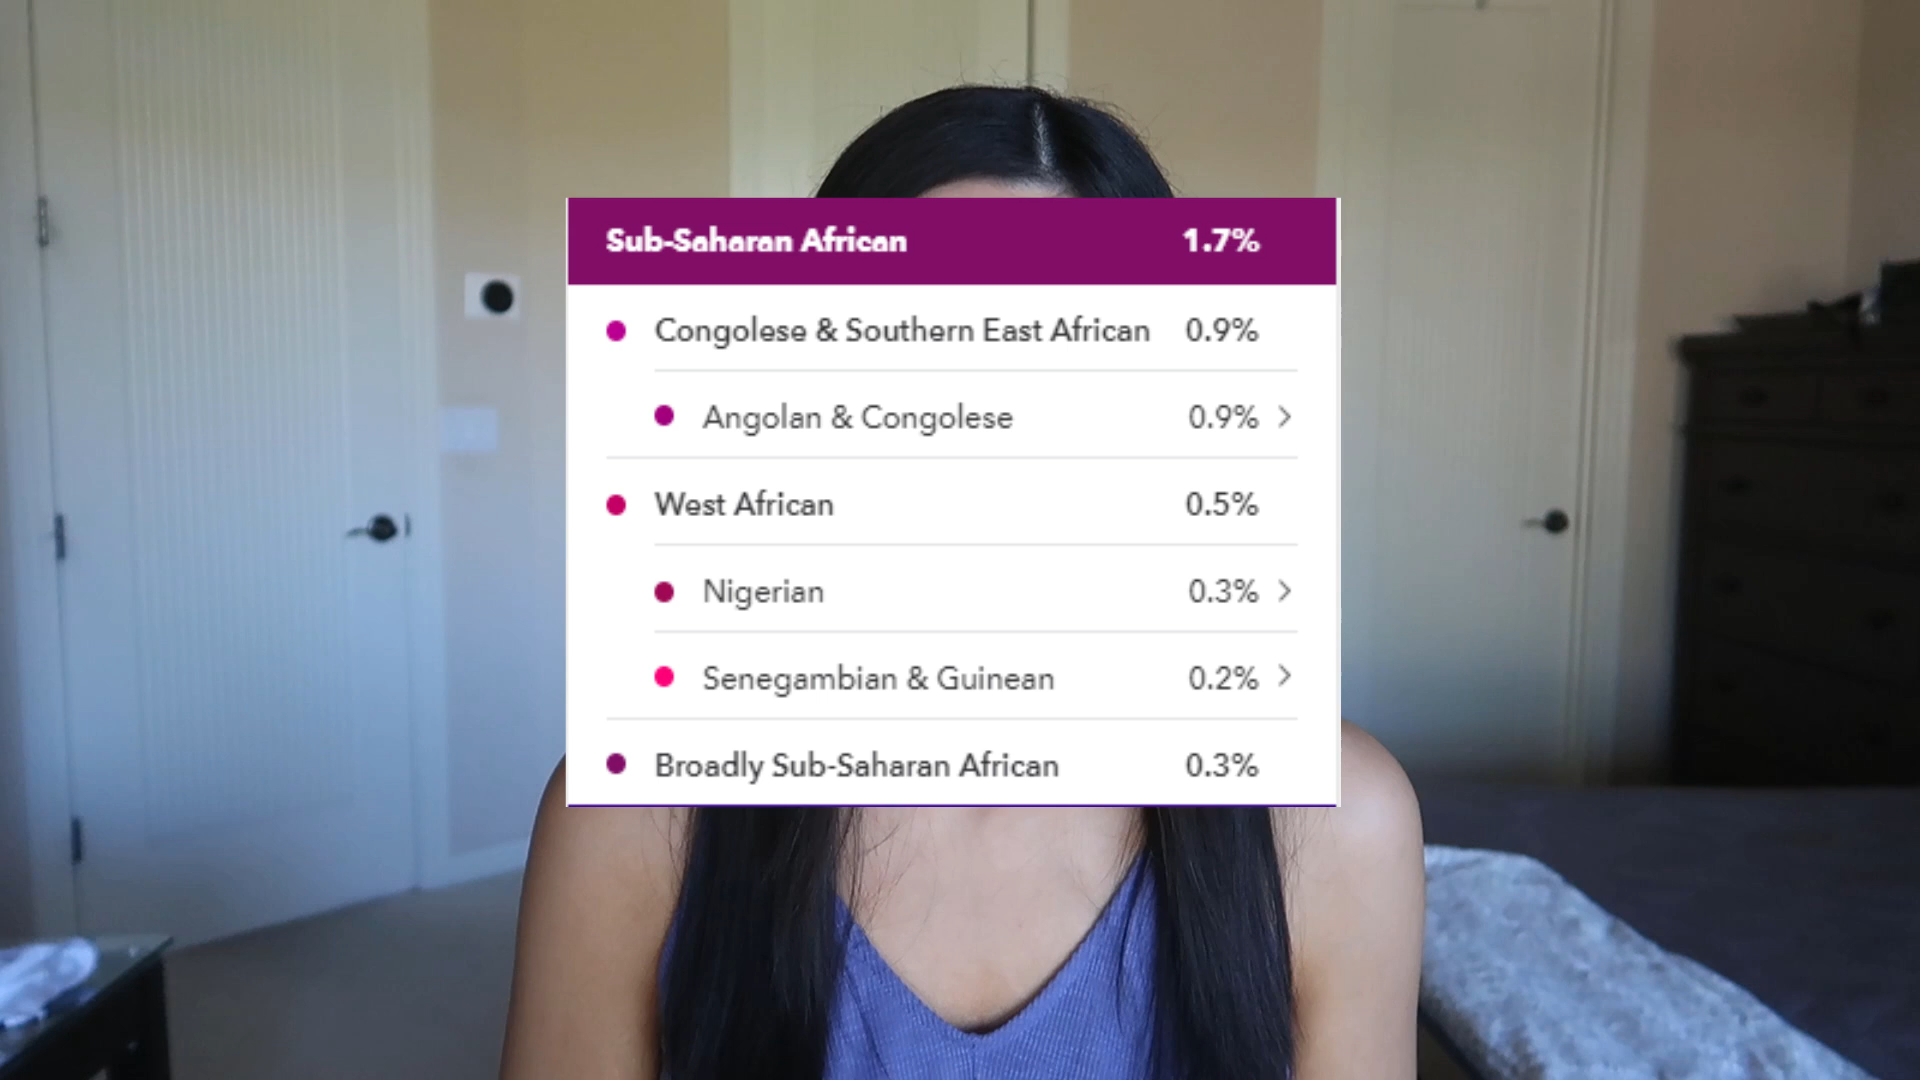 Sub-Saharan African 1.7%
Congolese & Southern East African 0.9%
Angolan & Congolese 0.9%
West African 0.5%
Nigerian 0.3%
Senegambian & Guinean 0.2%
Broadly Sub-Saharan African 0.3%